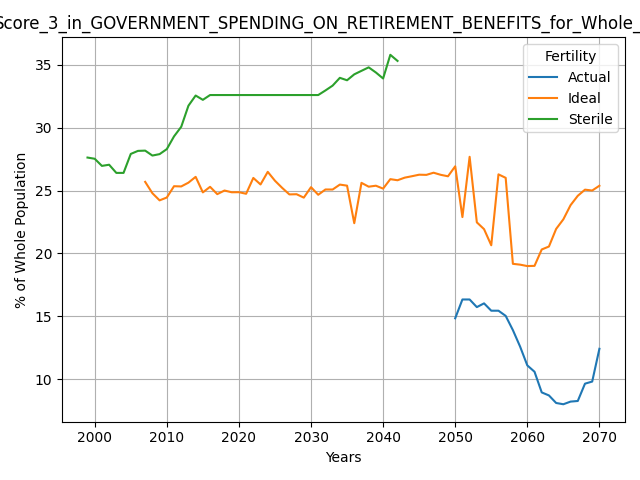 Score_3_in_GOVERNMENT_SPENDING_ON_RETIREMENT_BENEFITS_for_Whole_
Fertility
Actual
Ideal
Sterile
% of Whole Population
35
30
25
20
15
10
2000 2010 2020 2030 2040 2050 2060 2070
Years